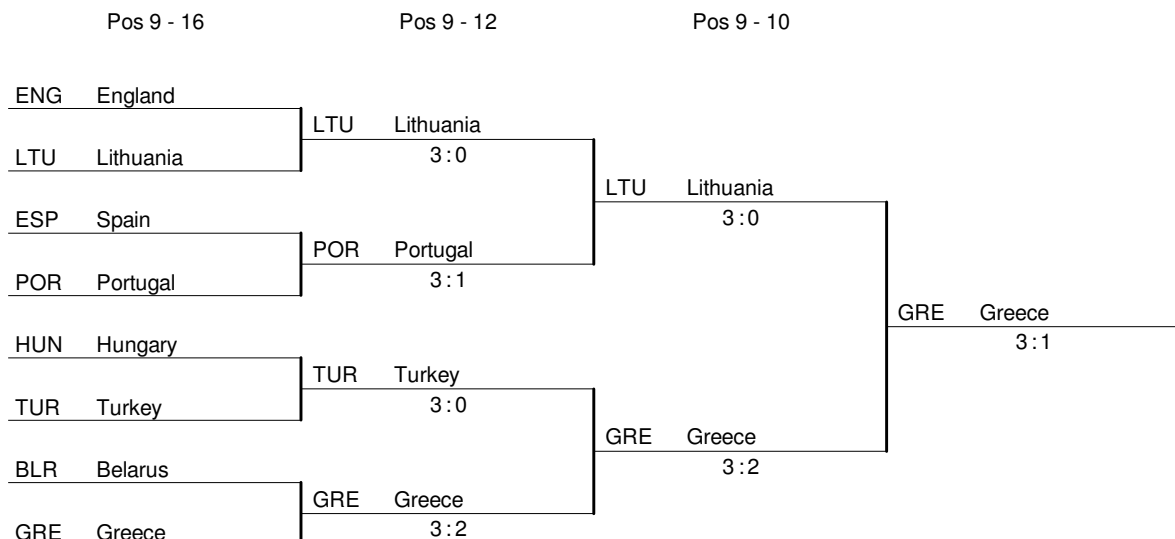 Pos 9 - 16 Pos 9 - 12 Pos 9 - 10
ENG England
LTU Lithuania
3 : 0
LTU Lithuania
LTU Lithuania
3 : 0
ESP Spain
POR Portugal
3 : 1
POR Portugal
GRE Greece
3 : 1
HUN Hungary
TUR Turkey
3 : 0
TUR Turkey
GRE Greece
3 : 2
BLR Belarus
GRE Greece
3 : 2
GRE Greece